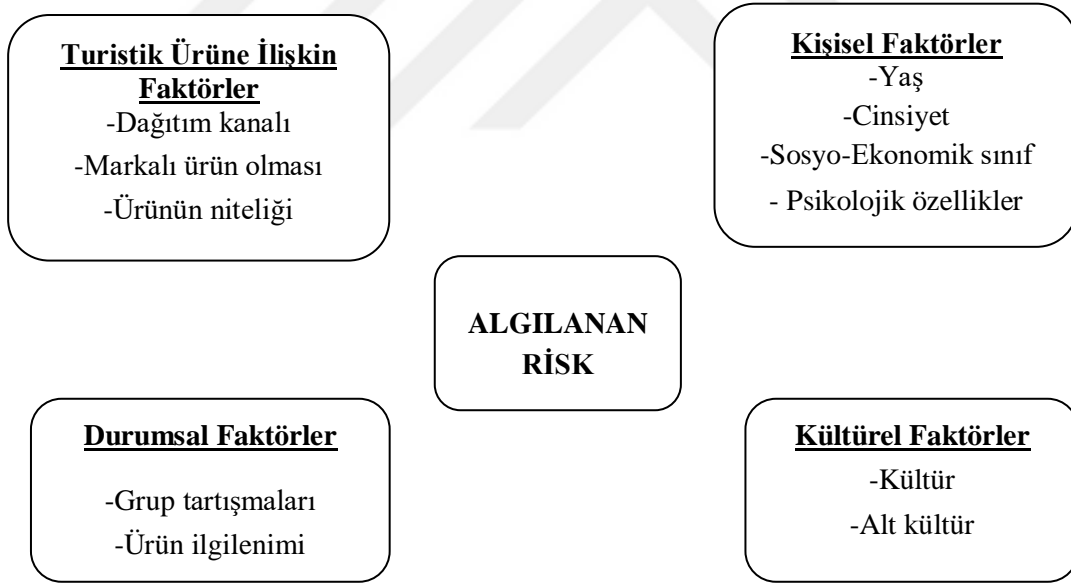 Turistik Ürüne İlişkin
Faktörler
-Dağıtım kanalı
-Markalı ürün olması
-Ürünün niteliği
Kişisel Faktörler
-Yaş
-Cinsiyet
-Sosyo-Ekonomik sınıf
- Psikolojik özellikler
ALGILANAN
RİSK
Durumsal Faktörler
-Grup tartışmaları
-Ürün ilgilenimi
Kültürel Faktörler
-Kültür
-Alt kültür